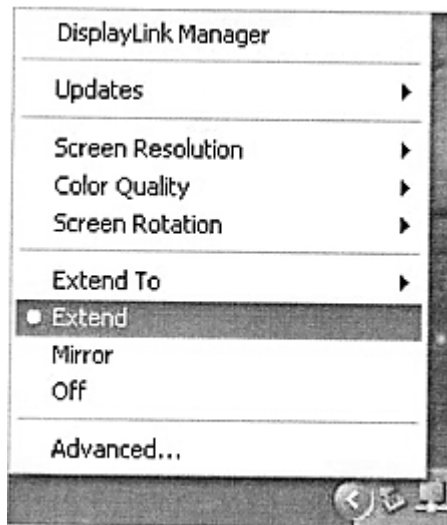 DisplayLink Manager
Updates
Screen Resolution
Color Quality
Screen Rotation
Extend To
Extend
Mirror
Off
Advanced...